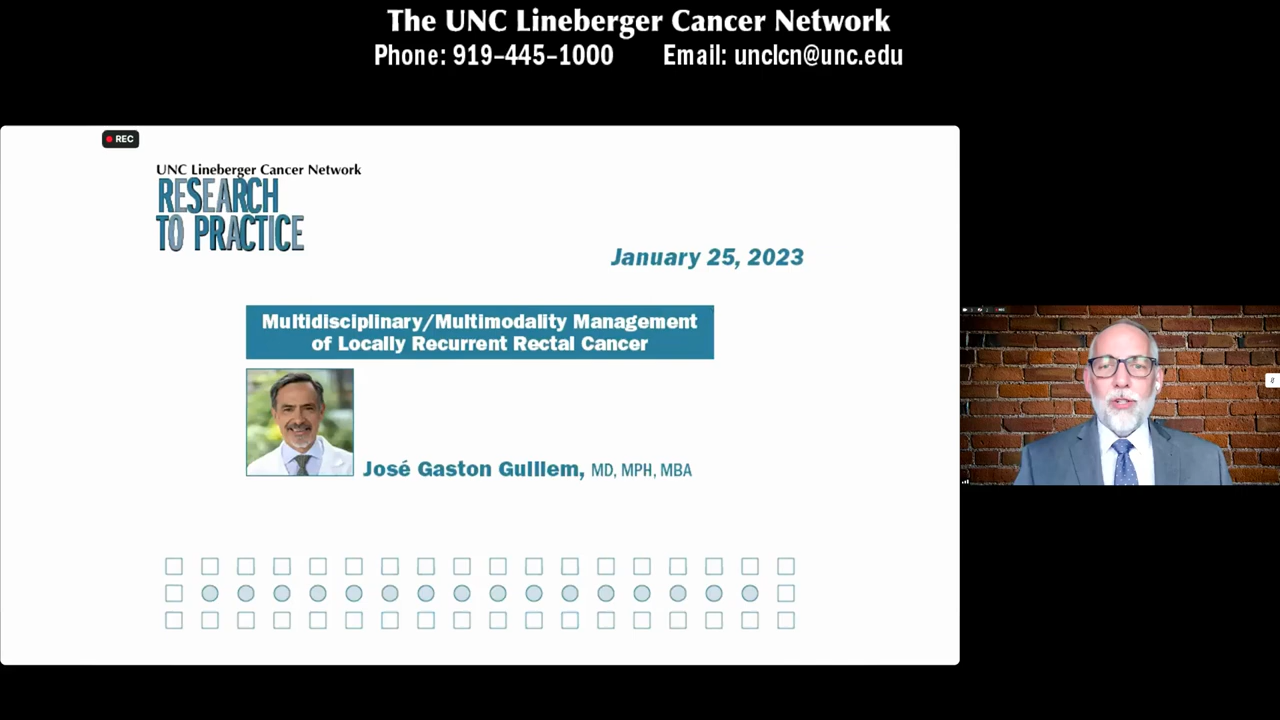 The UNC Lineberger Cancer Network
Phone: 919-445-1000 Email: unclcn@unc.edu
REC
UNC Lineberger Cancer Network
RESEARCH
TO PRACTICE
January 25, 2023
Multidisciplinary/Multimodality Management
of Locally Recurrent Rectal Cancer
José Gaston Guillem, MD, MPH, MBA